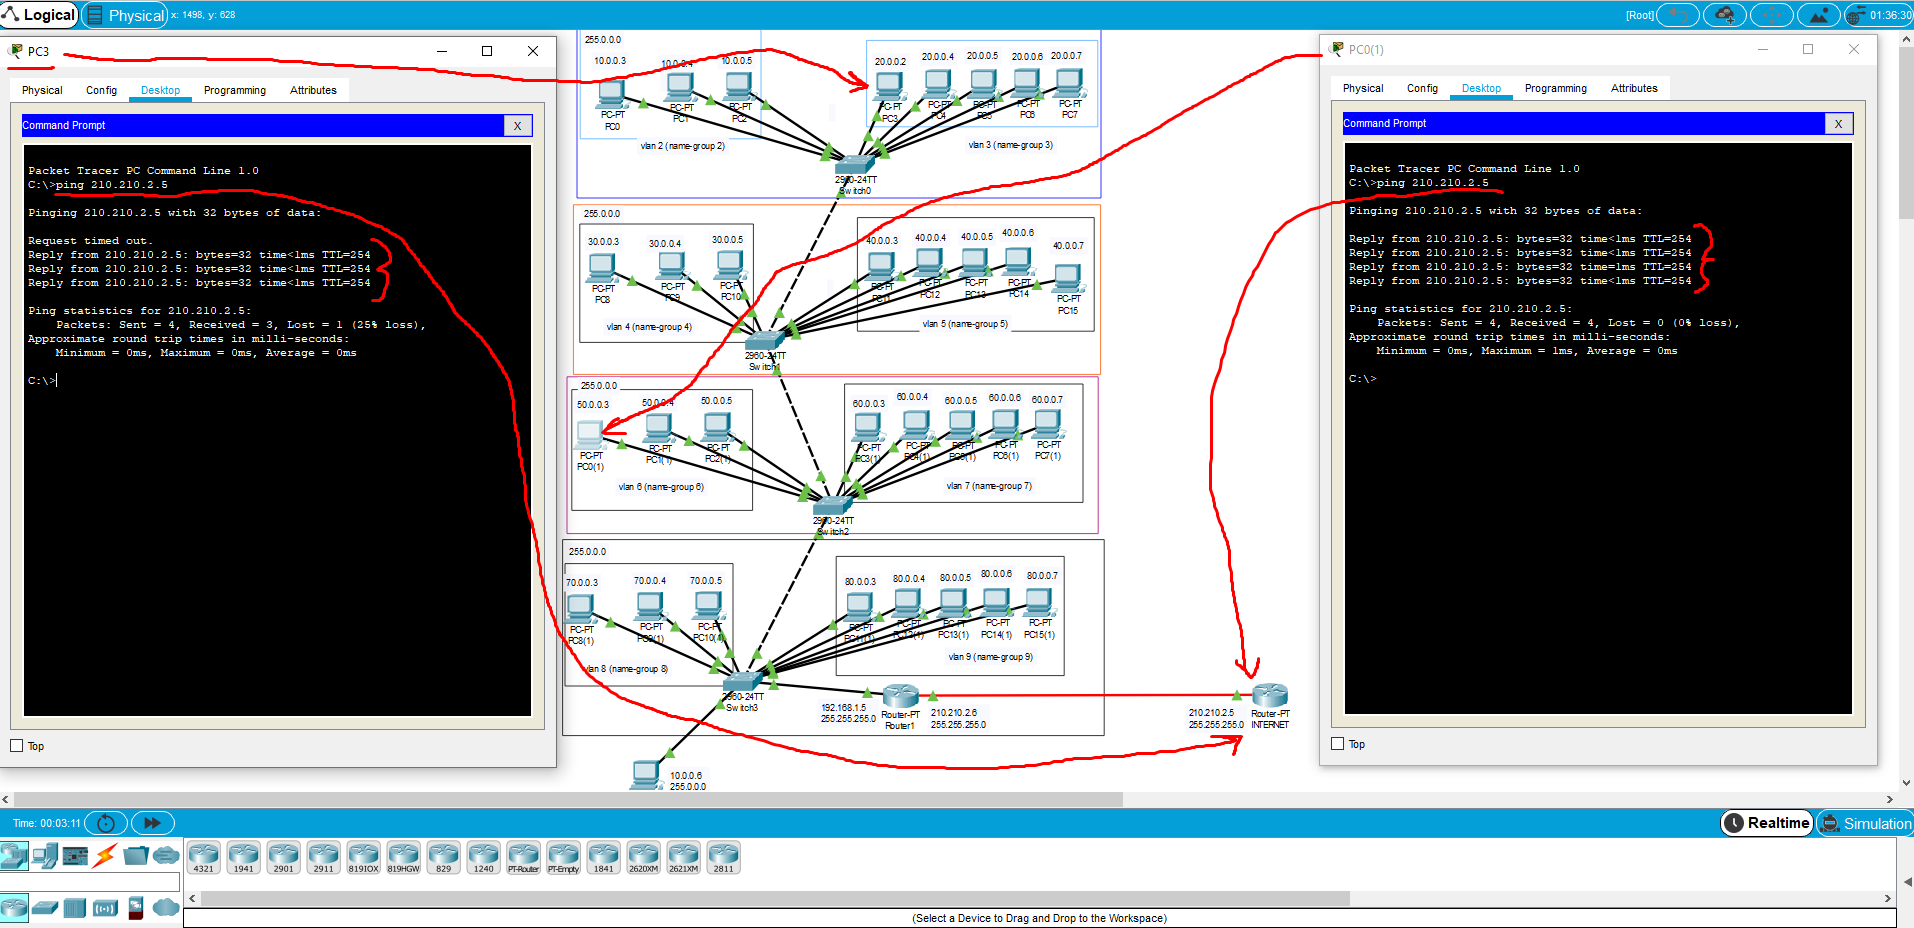 Logical
Physical
x: 1498, y: 628
[Root]
01:36:30
PC3
Physical Config Desktop Programming Attributes
Command Prompt
X
Packet Tracer PC Command Line 1.0
C:\>ping 210.210.2.5
Pinging 210.210.2.5 with 32 bytes of data:
Request timed out.
Reply from 210.210.2.5: bytes=32 time<1ms TTL=254
Reply from 210.210.2.5: bytes=32 time<1ms TTL=254
Reply from 210.210.2.5: bytes=32 time<1ms TTL=254
Ping statistics for 210.210.2.5:
Packets: Sent = 4, Received = 3, Lost = 1 (25% loss),
Approximate round trip times in milli-seconds:
Minimum = 0ms, Maximum = 0ms, Average = 0ms
C:\>
Top
255.0.0.0
10.0.0.3 10.0.0.4 10.0.0.5
PC-PT PC0
PC-PT PC1
PC-PT PC2
vlan 2 (name-group 2)
20.0.0.2 20.0.0.4 20.0.0.5 20.0.0.6 20.0.0.7
PC-PT PC3
PC-PT PC4
PC-PT PC5
PC-PT PC6
PC-PT PC7
vlan 3 (name-group 3)
2960-24TT
Switch0
255.0.0.0
30.0.0.3 30.0.0.4 30.0.0.5
PC-PT PC8
PC-PT PC9
PC-PT PC10
vlan 4 (name-group 4)
40.0.0.3 40.0.0.4 40.0.0.5 40.0.0.6 40.0.0.7
PC-PT PC11
PC-PT PC12
PC-PT PC13
PC-PT PC14
PC-PT PC15
vlan 5 (name-group 5)
2960-24TT
Switch1
255.0.0.0
50.0.0.3 50.0.0.4 50.0.0.5
PC-PT PC0(1)
PC-PT PC1(1)
PC-PT PC2(1)
vlan 6 (name-group 6)
60.0.0.3 60.0.0.4 60.0.0.5 60.0.0.6 60.0.0.7
PC-PT PC3(1)
PC-PT PC4(1)
PC-PT PC5(1)
PC-PT PC6(1)
PC-PT PC7(1)
vlan 7 (name-group 7)
2960-24TT
Switch2
255.0.0.0
70.0.0.3 70.0.0.4 70.0.0.5
PC-PT PC8(1)
PC-PT PC9(1)
PC-PT PC10(1)
vlan 8 (name-group 8)
80.0.0.3 80.0.0.4 80.0.0.5 80.0.0.6 80.0.0.7
PC-PT PC11(1)
PC-PT PC12(1)
PC-PT PC13(1)
PC-PT PC14(1)
PC-PT PC15(1)
vlan 9 (name-group 9)
2960-24TT
Switch3
192.168.1.5
255.255.255.0
Router-PT
Router1
210.210.2.6
255.255.255.0
210.210.2.5
255.255.255.0
Router-PT
INTERNET
10.0.0.6
255.0.0.0
PC0(1)
Physical Config Desktop Programming Attributes
Command Prompt
X
Packet Tracer PC Command Line 1.0
C:\>ping 210.210.2.5
Pinging 210.210.2.5 with 32 bytes of data:
Reply from 210.210.2.5: bytes=32 time<1ms TTL=254
Reply from 210.210.2.5: bytes=32 time<1ms TTL=254
Reply from 210.210.2.5: bytes=32 time=1ms TTL=254
Reply from 210.210.2.5: bytes=32 time<1ms TTL=254
Ping statistics for 210.210.2.5:
Packets: Sent = 4, Received = 4, Lost = 0 (0% loss),
Approximate round trip times in milli-seconds:
Minimum = 0ms, Maximum = 1ms, Average = 0ms
C:\>
Top
Time: 00:03:11
Realtime
Simulation
4321 1941 2901 2911 819IOX 819HGW 829 1240 PT-Router PT-Empty 1841 2620XM 2621XM 2811
(Select a Device to Drag and Drop to the Workspace)